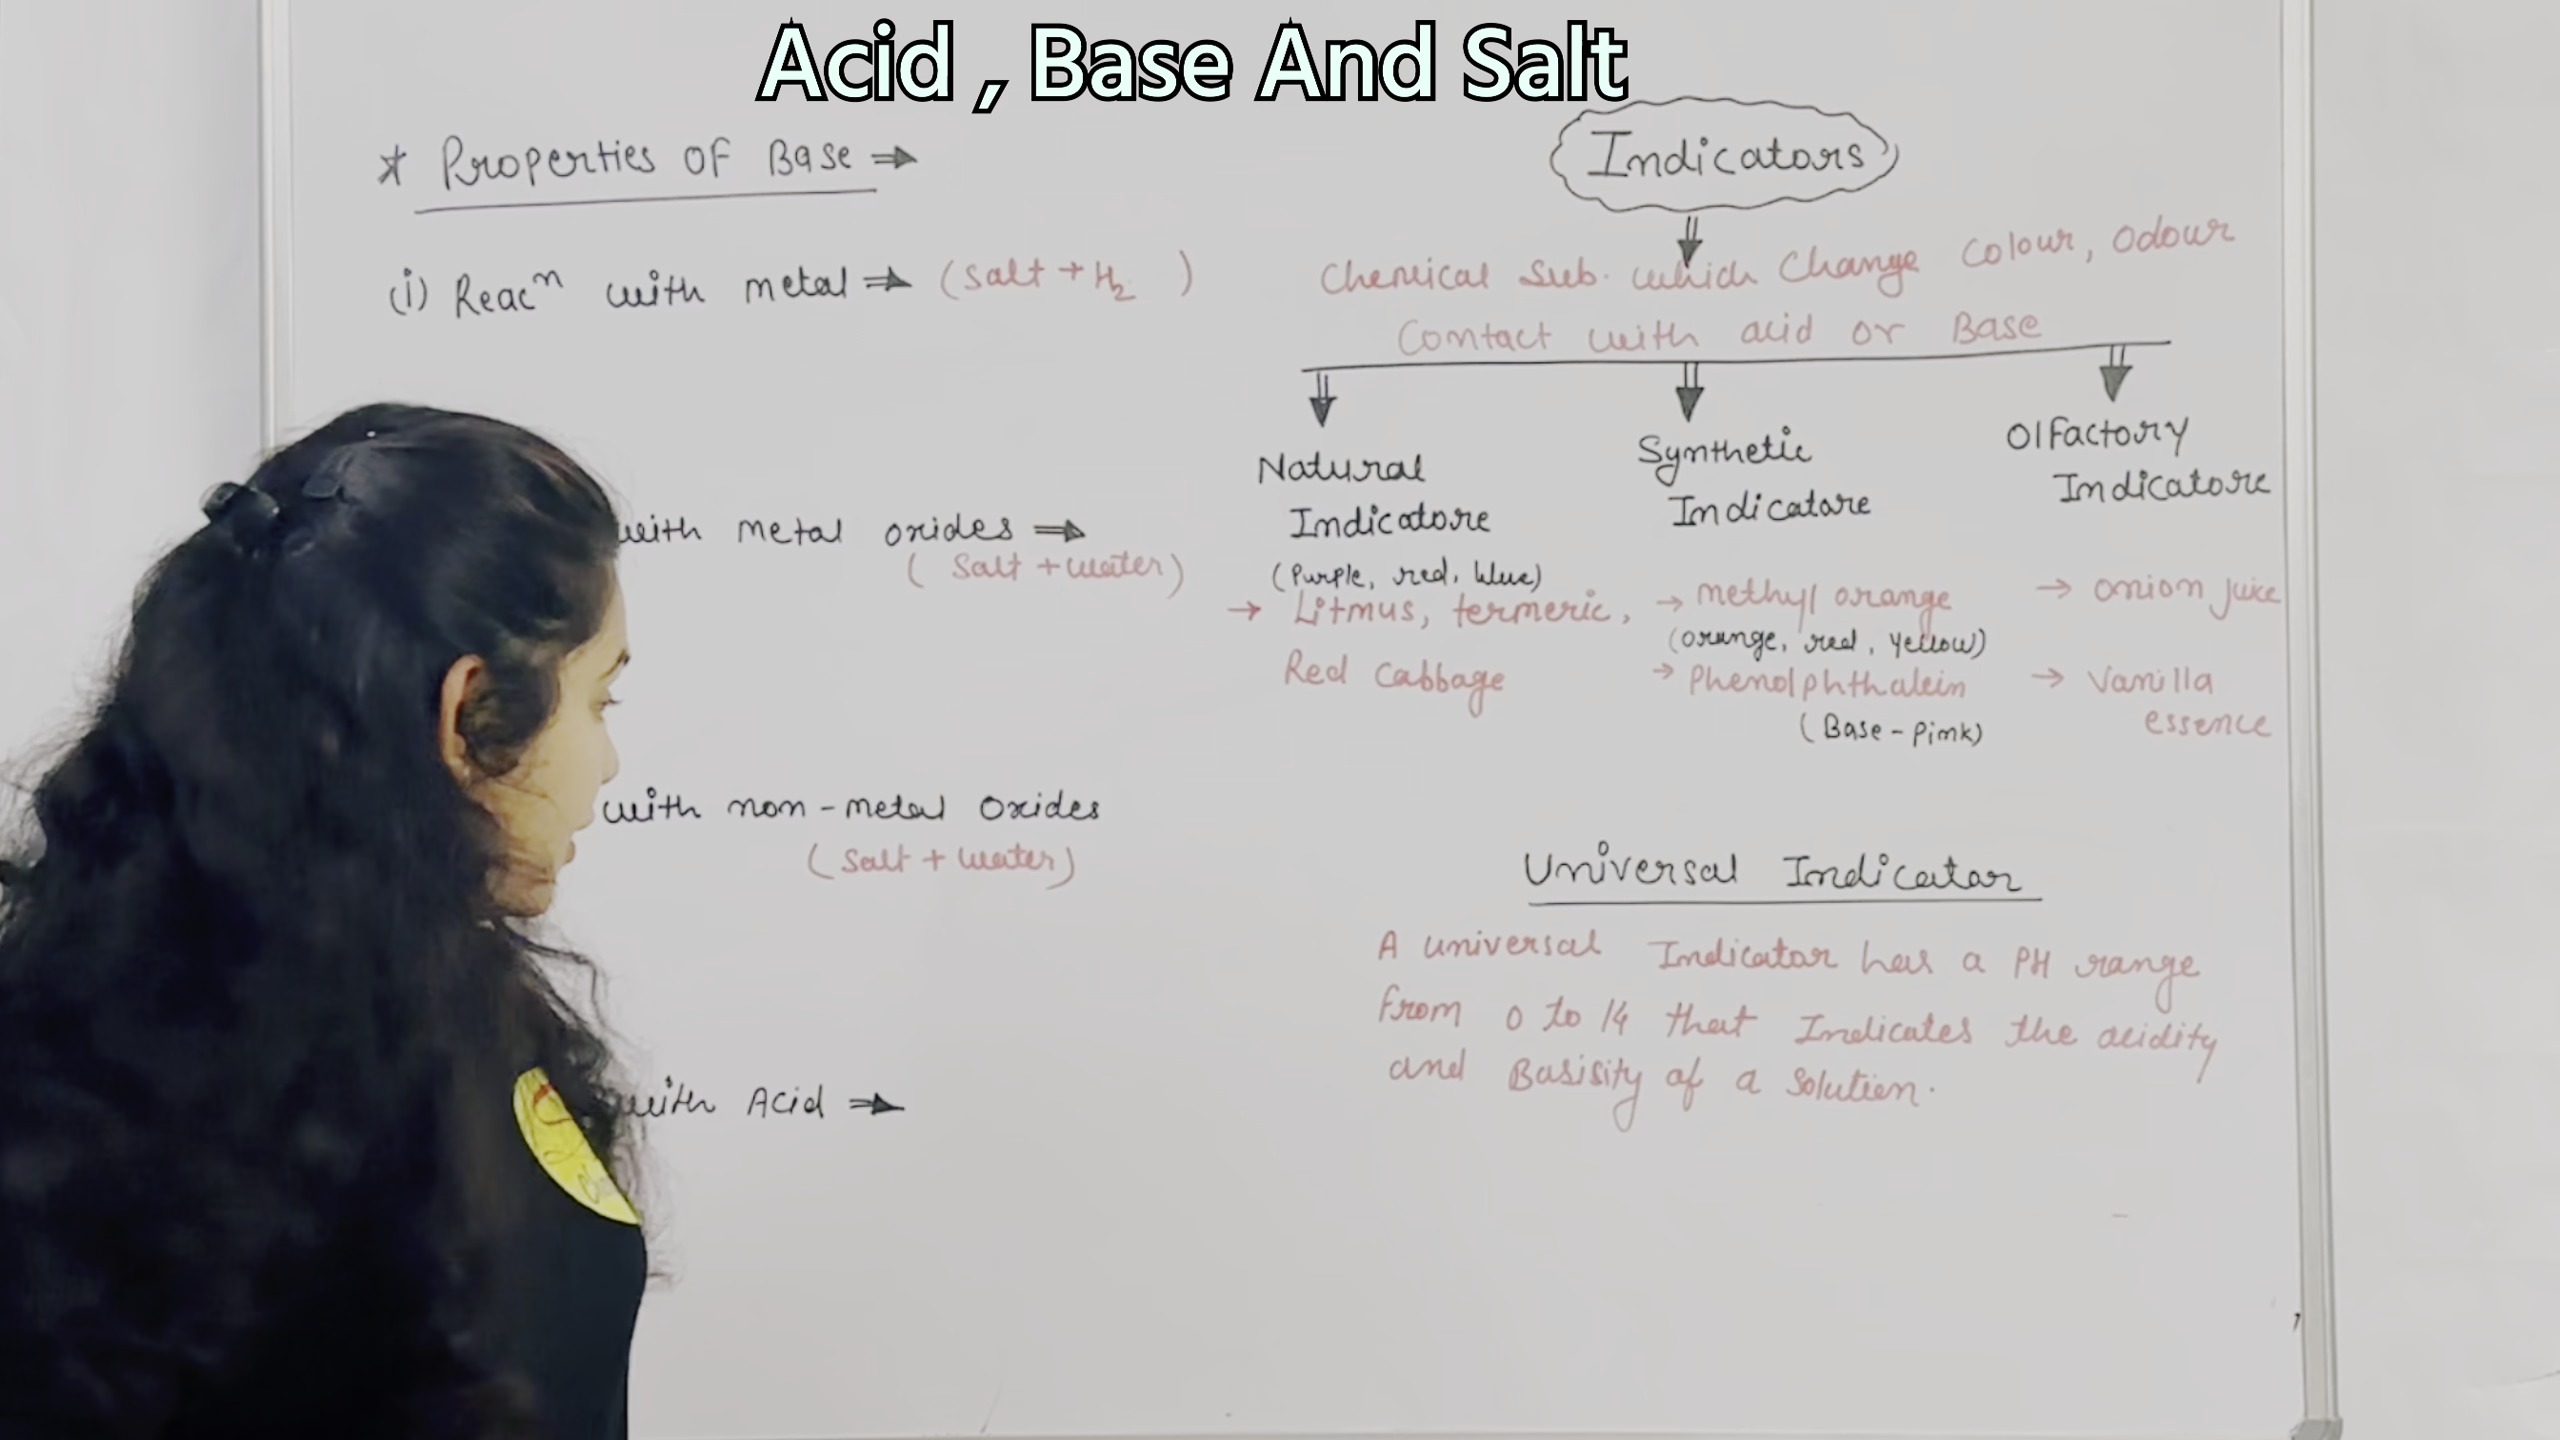 Acid , Base And Salt
* Properties OF Base ⇒
(i) Reacⁿ with metal ⇒ (Salt + H₂ )
with metal oxides ⇒
( Salt + water)
with non-metal Oxides
(Salt + water)
with Acid ⇒
Indicators
Chemical Sub. which Change Colour, Odour
Contact with acid or Base
Natural
Indicatore
(Purple, red, blue)
→ Litmus, termeric,
Red Cabbage
Synthetic
Indicatore
→ methyl orange
(orange, red, yellow)
→ Phenolphthalein
(Base - Pink)
Olfactory
Indicatore
→ onion juice
→ Vanilla
essence
Universal Indicator
A universal Indicator has a PH range
from 0 to 14 that Indicates the acidity
and Basisity of a solution.